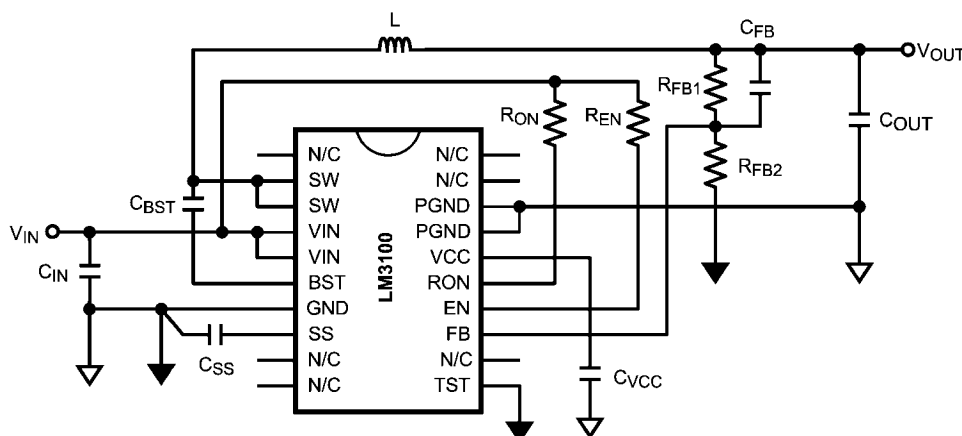 L
C_FB
V_OUT
R_FB1
R_ON
R_EN
C_OUT
R_FB2
N/C N/C
SW N/C
C_BST
SW PGND
V_IN
VIN PGND
VIN VCC
C_IN
BST RON
LM3100
GND EN
SS FB
C_SS
N/C N/C
C_VCC
N/C TST